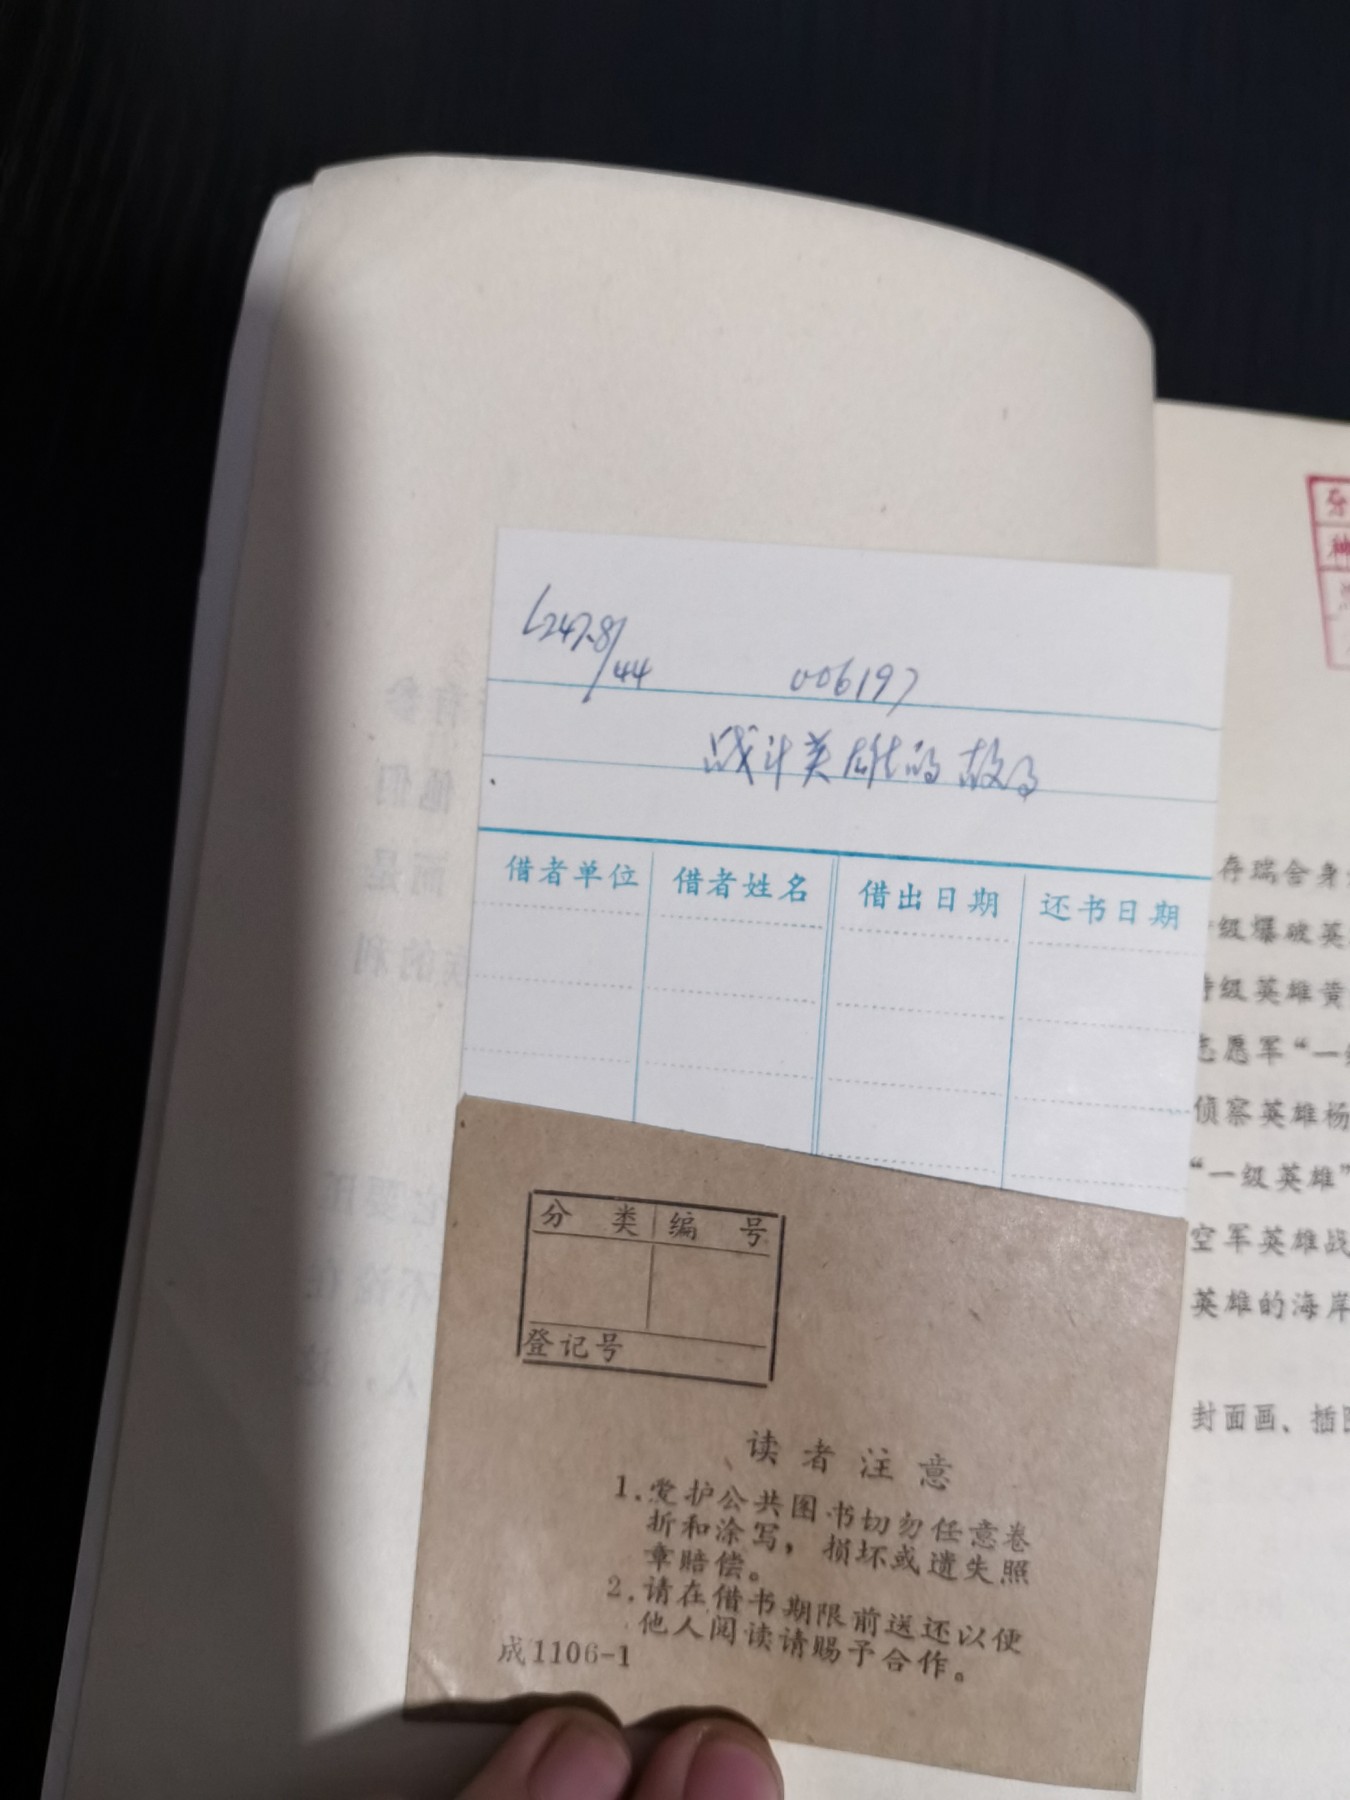 I247.81
/44
006197
战斗英雄的故事
借者单位 借者姓名 借出日期 还书日期
分类 编号
登记号
读者注意
1.爱护公共图书切勿任意卷
折和涂写，损坏或遗失照
章赔偿。
2.请在借书期限前送还以便
他人阅读请赐予合作。
成1106-1
存瑞舍身
级爆破英
特级英雄黄
志愿军“一
侦察英雄杨
“一级英雄”
空军英雄战
英雄的海岸
封面画、插图